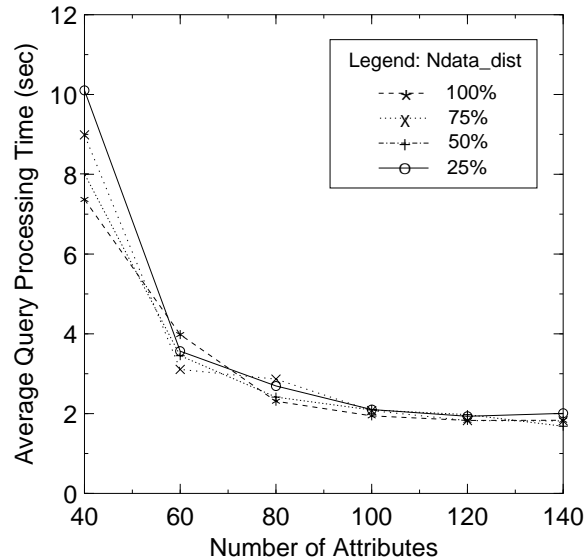 12
10
8
6
4
2
0
Average Query Processing Time (sec)
Legend: Ndata_dist
100%
75%
50%
25%
40 60 80 100 120 140
Number of Attributes